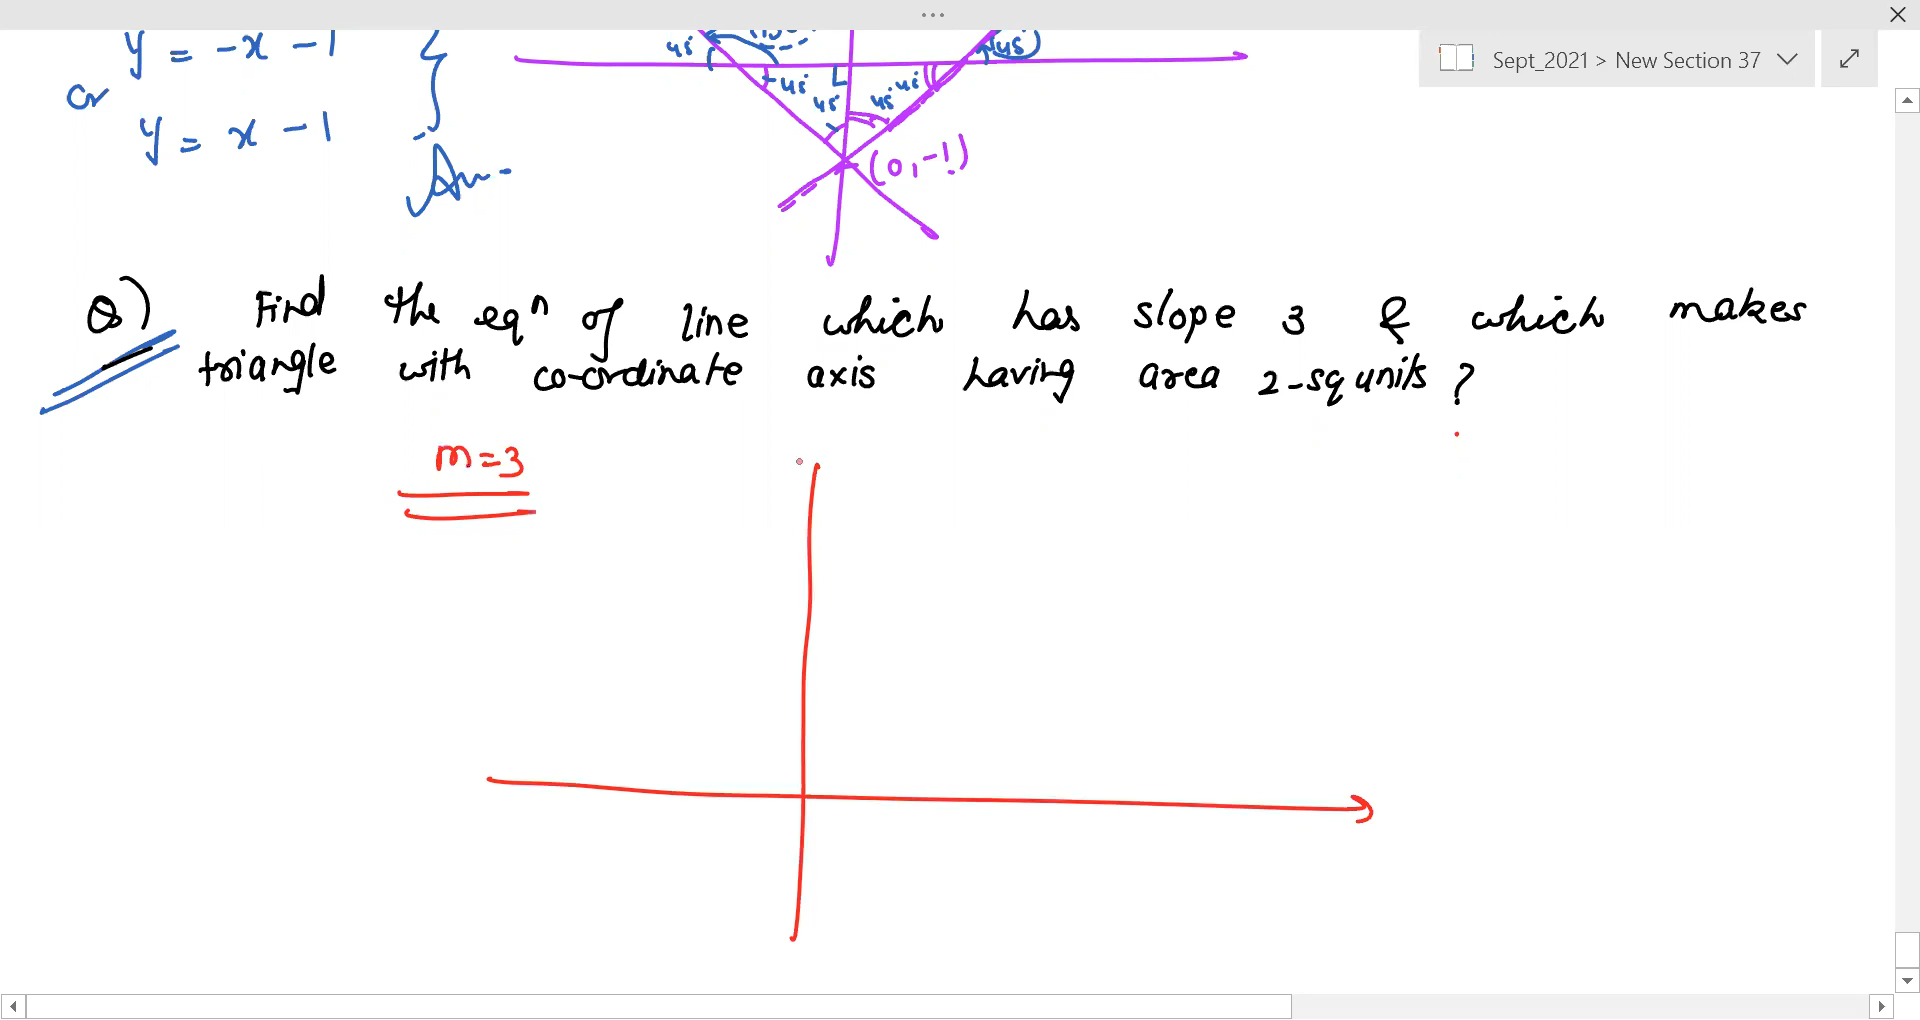 y = -x - 1
Sept_2021 > New Section 37
or
y = x - 1
(0, -1)
Q) Find the eqⁿ of line which has slope 3 & which makes
triangle with co-ordinate axis having area 2-sq units ?
m = 3